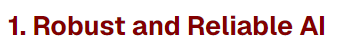 1. Robust and Reliable AI